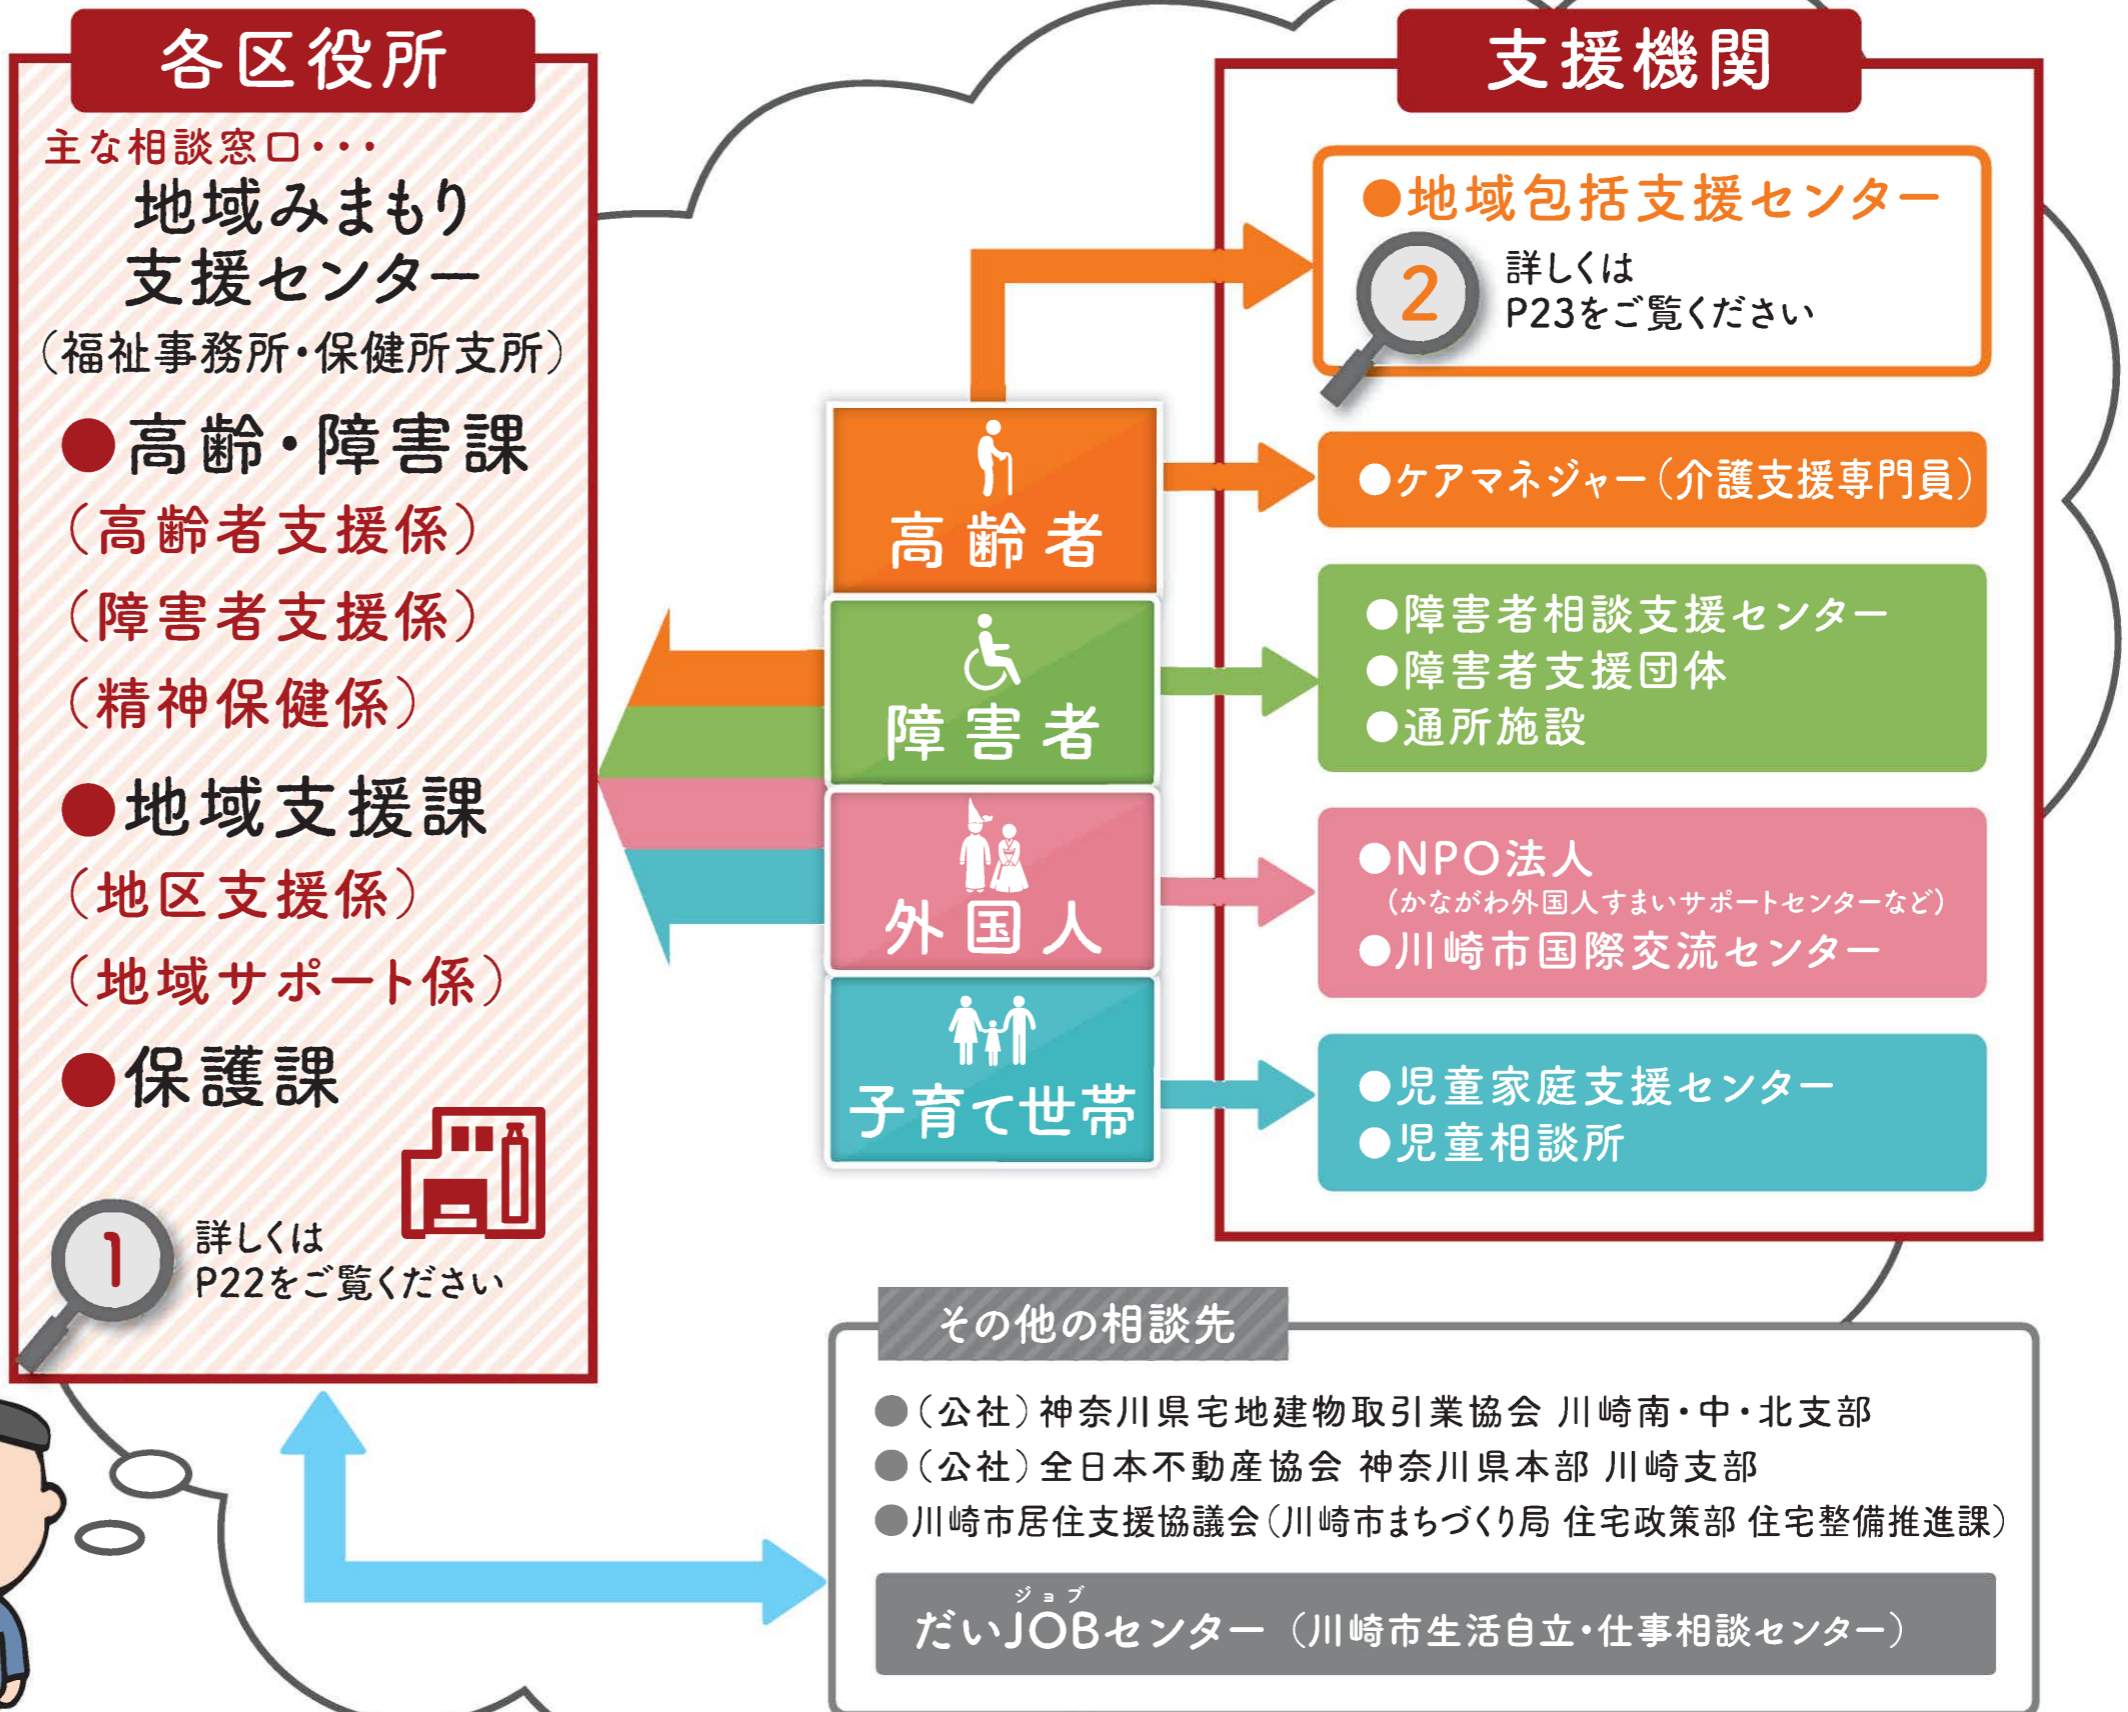 各区役所
主な相談窓口・・・
地域みまもり
支援センター
（福祉事務所・保健所支所）
●高齢・障害課
（高齢者支援係）
（障害者支援係）
（精神保健係）
●地域支援課
（地区支援係）
（地域サポート係）
●保護課
1
詳しくは
P22をご覧ください
高齢者
障害者
外国人
子育て世帯
支援機関
●地域包括支援センター
2
詳しくは
P23をご覧ください
●ケアマネジャー（介護支援専門員）
●障害者相談支援センター
●障害者支援団体
●通所施設
●NPO法人
（かながわ外国人すまいサポートセンターなど）
●川崎市国際交流センター
●児童家庭支援センター
●児童相談所
その他の相談先
●（公社）神奈川県宅地建物取引業協会 川崎南・中・北支部
●（公社）全日本不動産協会 神奈川県本部 川崎支部
●川崎市居住支援協議会（川崎市まちづくり局 住宅政策部 住宅整備推進課）
ジョブ
だいJOBセンター（川崎市生活自立・仕事相談センター）